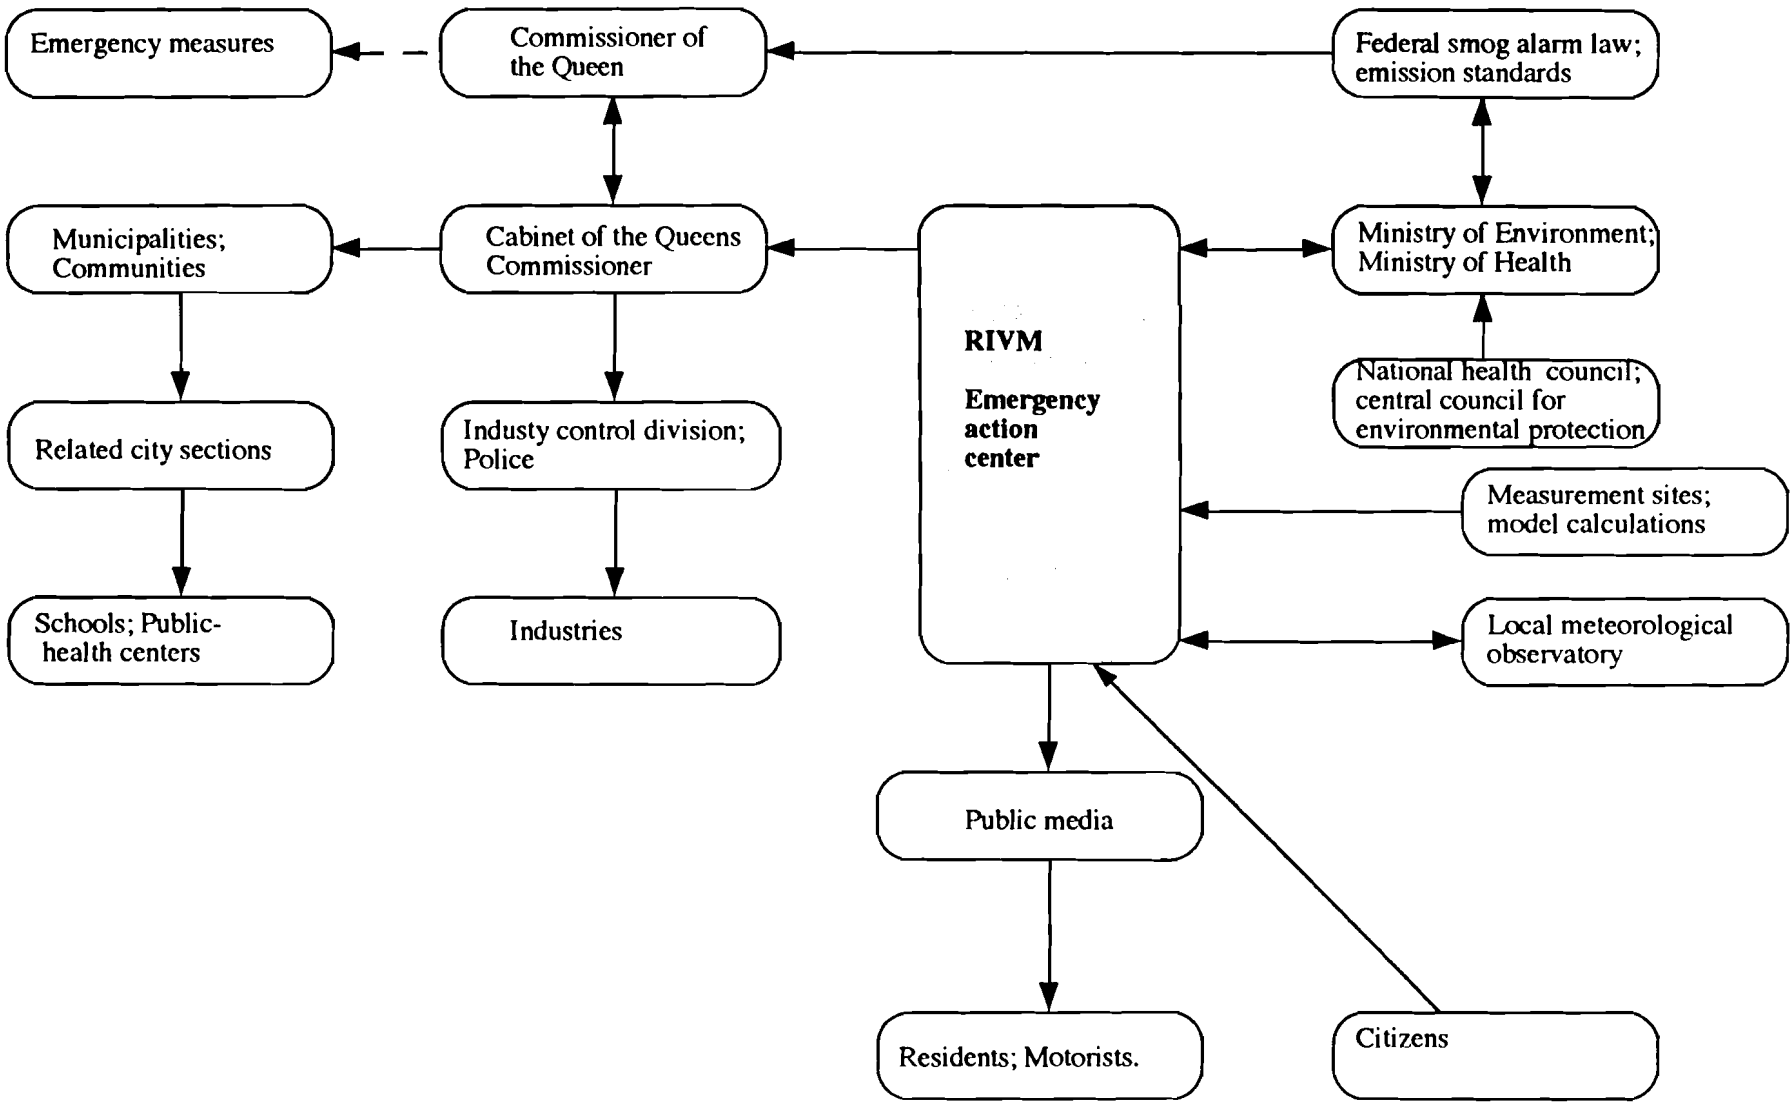 Emergency measures
Commissioner of
the Queen
Federal smog alarm law;
emission standards
Municipalities;
Communities
Cabinet of the Queens
Commissioner
Ministry of Environment;
Ministry of Health
RIVM
Emergency
action
center
National health council;
central council for
environmental protection
Related city sections
Industy control division;
Police
Measurement sites;
model calculations
Schools; Public-
health centers
Industries
Local meteorological
observatory
Public media
Residents; Motorists.
Citizens